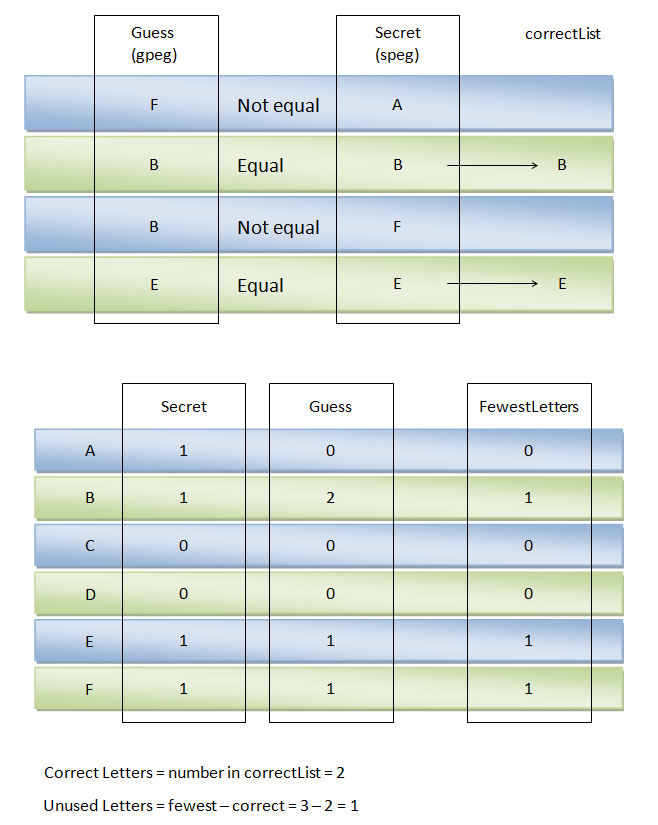 Guess Secret correctList
(gpeg) (speg)
F Not equal A
B Equal B B
B Not equal F
E Equal E E
Secret Guess FewestLetters
A 1 0 0
B 1 2 1
C 0 0 0
D 0 0 0
E 1 1 1
F 1 1 1
Correct Letters = number in correctList = 2
Unused Letters = fewest – correct = 3 – 2 = 1